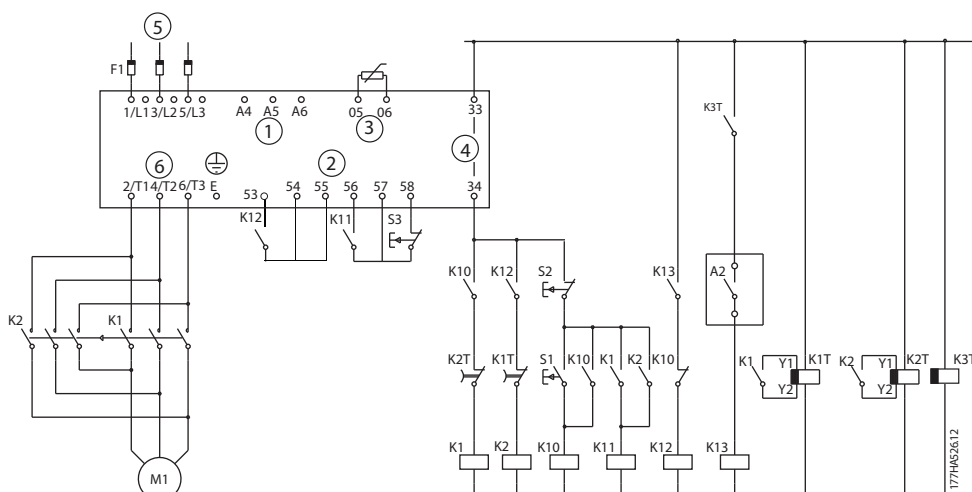 5
F1
1/L1 3/L2 5/L3 A4 A5 A6 05 06 33
1 3
4
K3T
6 2
2/T1 4/T2 6/T3 E 53 54 55 56 57 58 34
K12 K11 S3
K10 K12 S2 K13 A2
K2 K1
K2T K1T S1 K10 K1 K2 K10 K1 Y1 K1T K2 Y1 K2T K3T
Y2 Y2
K1 K2 K10 K11 K12 K13
M1
177HA526.12